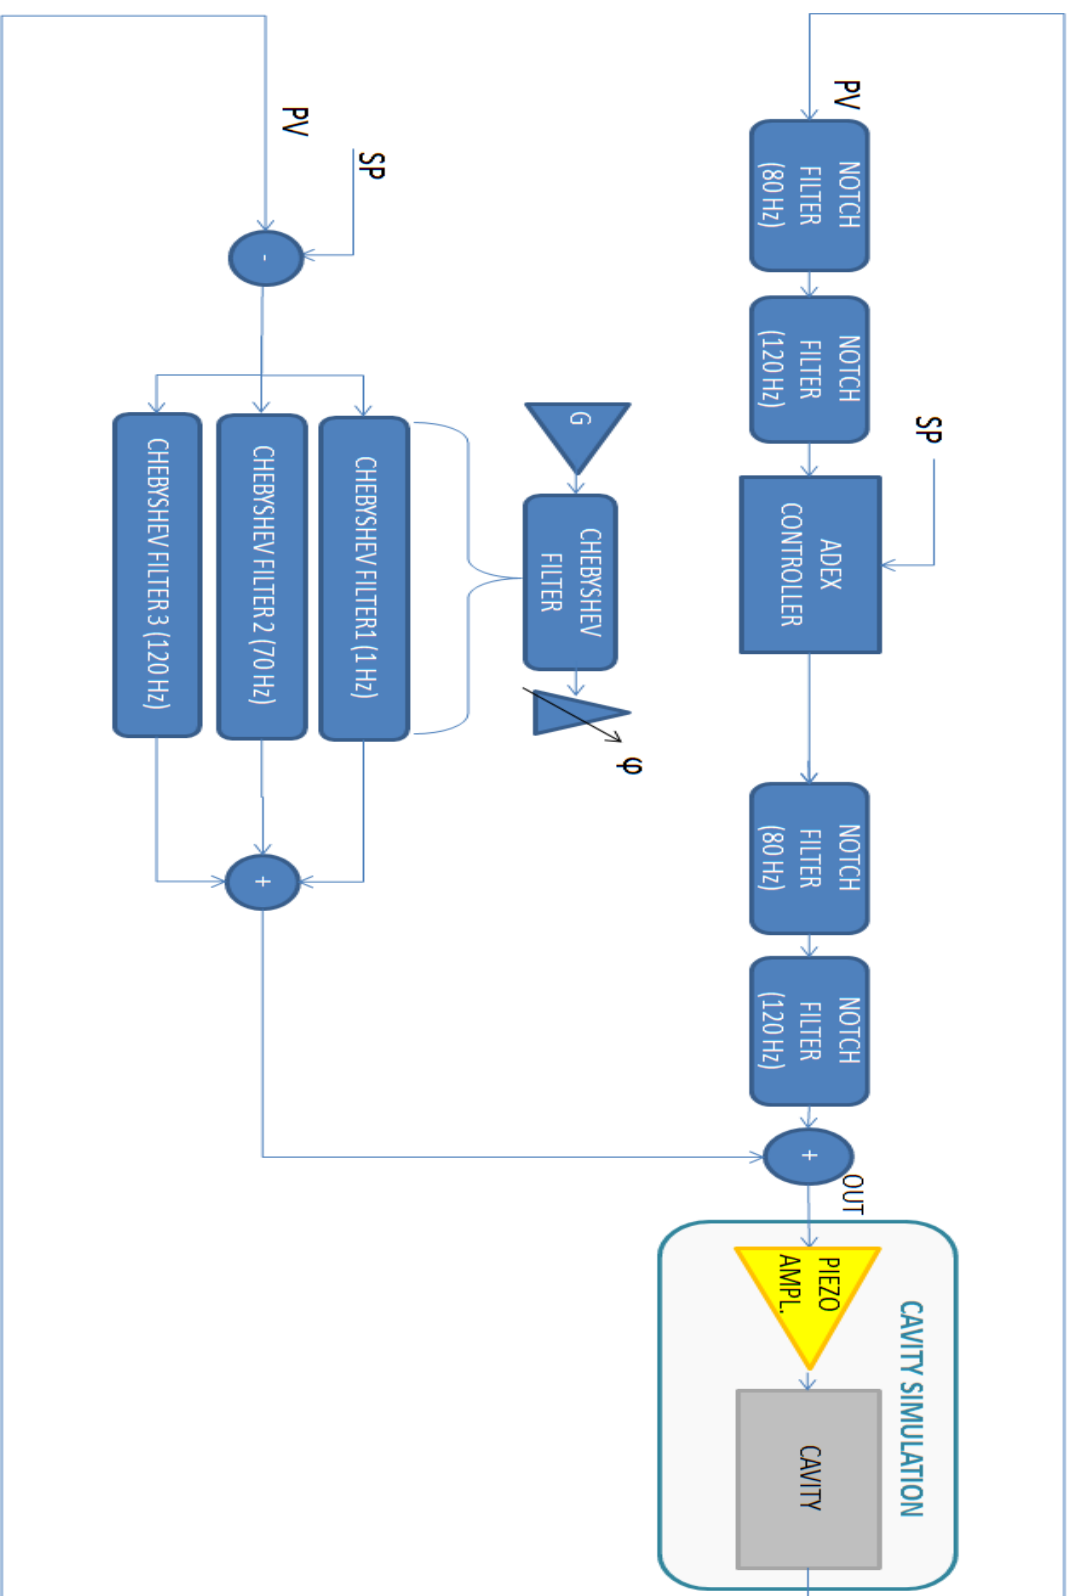 PV
NOTCH
FILTER
(80 Hz)
NOTCH
FILTER
(120 Hz)
SP
ADEX
CONTROLLER
NOTCH
FILTER
(80 Hz)
NOTCH
FILTER
(120 Hz)
+
OUT
CAVITY SIMULATION
PIEZO
AMPL.
CAVITY
G
CHEBYSHEV
FILTER
φ
SP
PV
-
CHEBYSHEV FILTER1 (1 Hz)
CHEBYSHEV FILTER 2 (70 Hz)
CHEBYSHEV FILTER 3 (120 Hz)
+